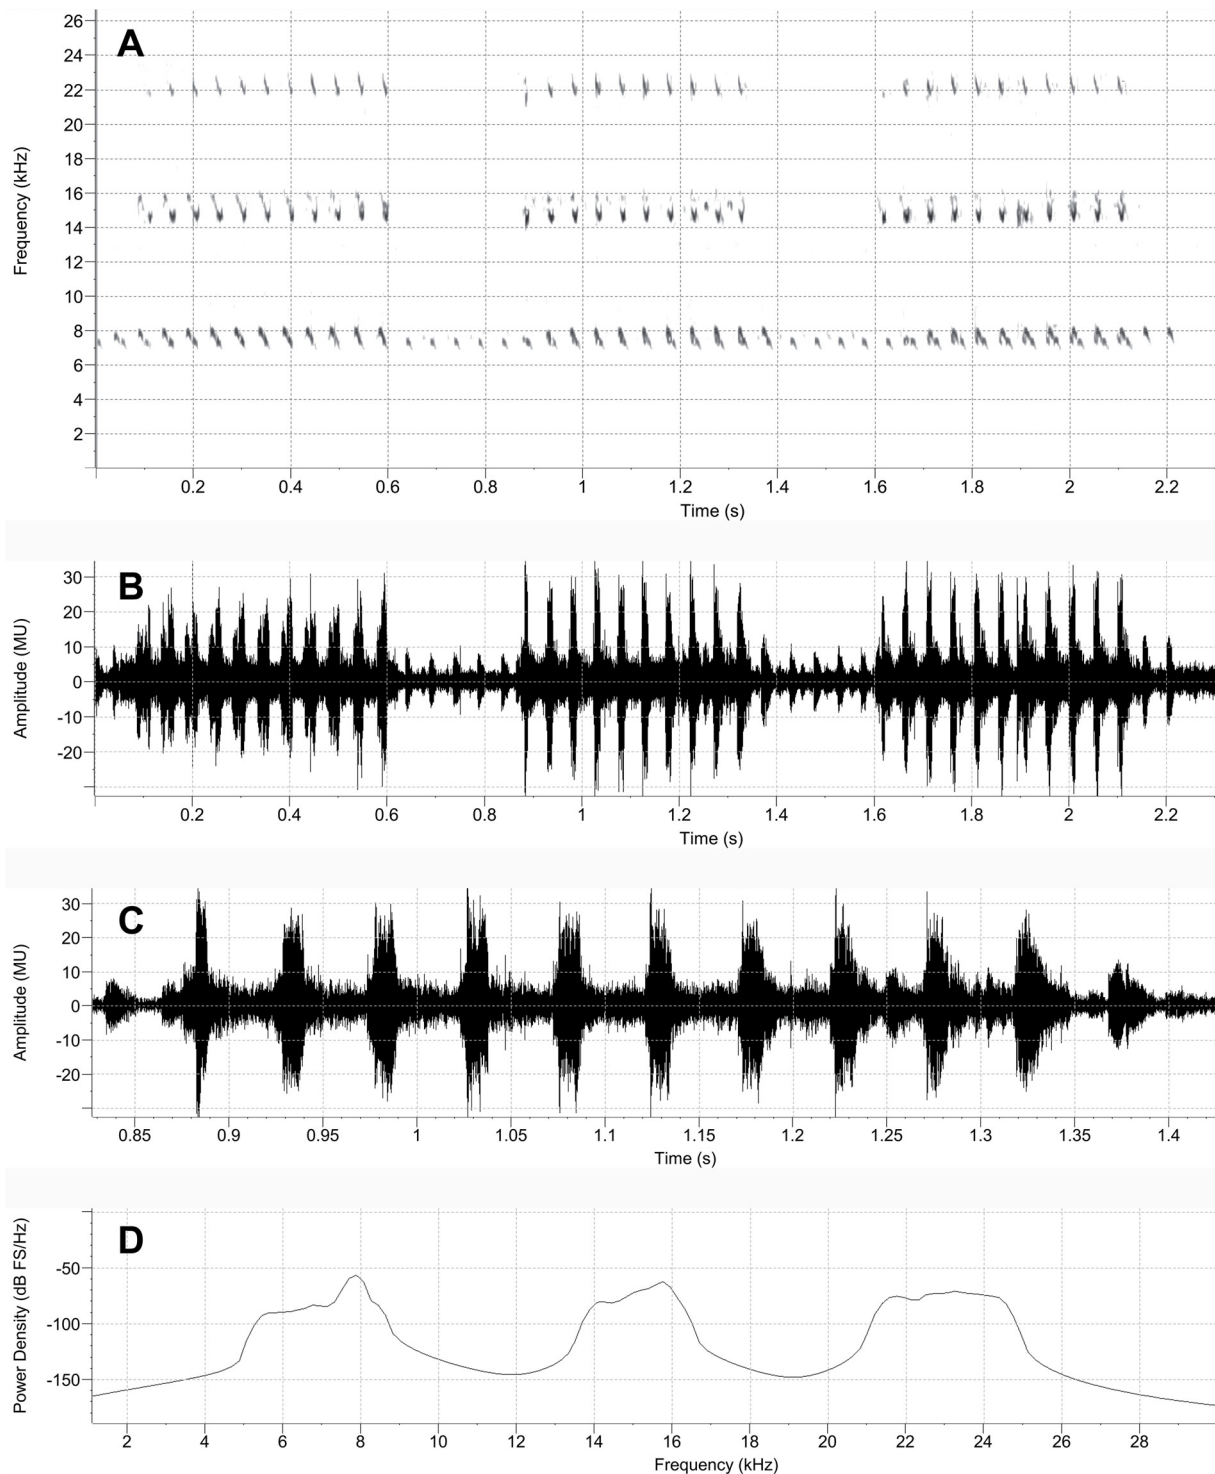 A
26
24
22
20
18
16
14
12
10
8
6
4
2
Frequency (kHz)
0.2 0.4 0.6 0.8 1 1.2 1.4 1.6 1.8 2 2.2
Time (s)
B
30
20
10
0
-10
-20
Amplitude (MU)
0.2 0.4 0.6 0.8 1 1.2 1.4 1.6 1.8 2 2.2
Time (s)
C
30
20
10
0
-10
-20
Amplitude (MU)
0.85 0.9 0.95 1 1.05 1.1 1.15 1.2 1.25 1.3 1.35 1.4
Time (s)
D
-50
-100
-150
Power Density (dB FS/Hz)
2 4 6 8 10 12 14 16 18 20 22 24 26 28
Frequency (kHz)